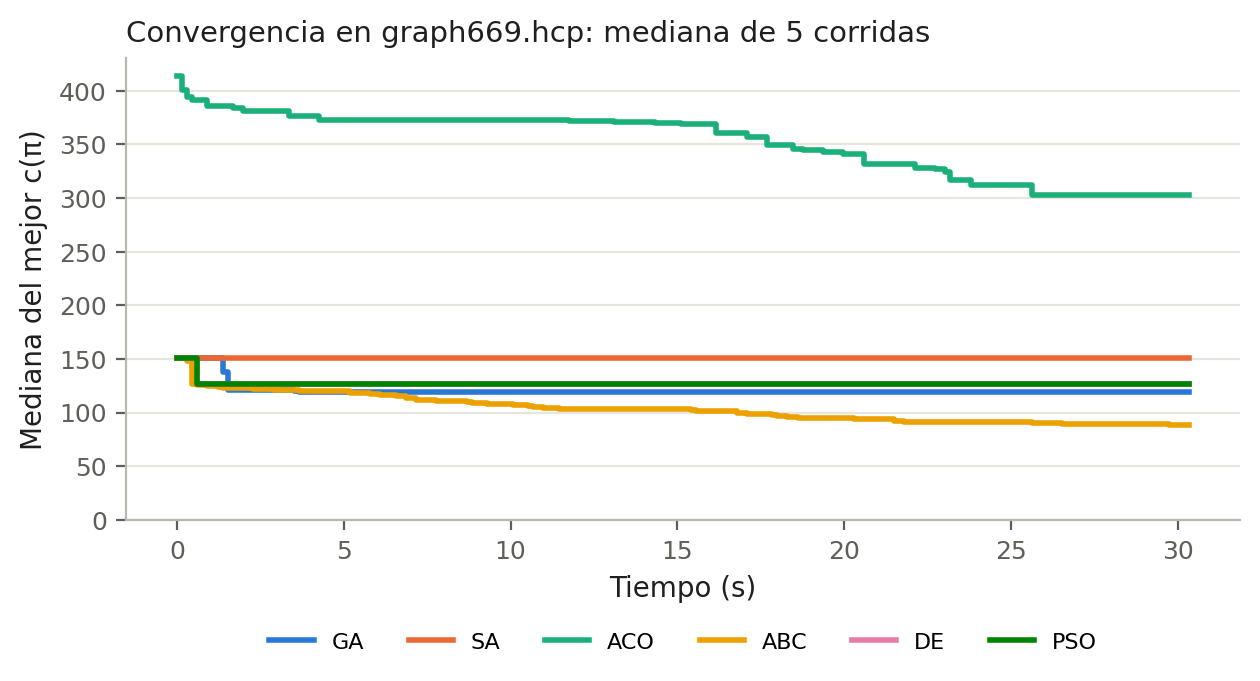 Convergencia en graph669.hcp: mediana de 5 corridas
Mediana del mejor c(π)
400
350
300
250
200
150
100
50
0
0 5 10 15 20 25 30
Tiempo (s)
GA SA ACO ABC DE PSO